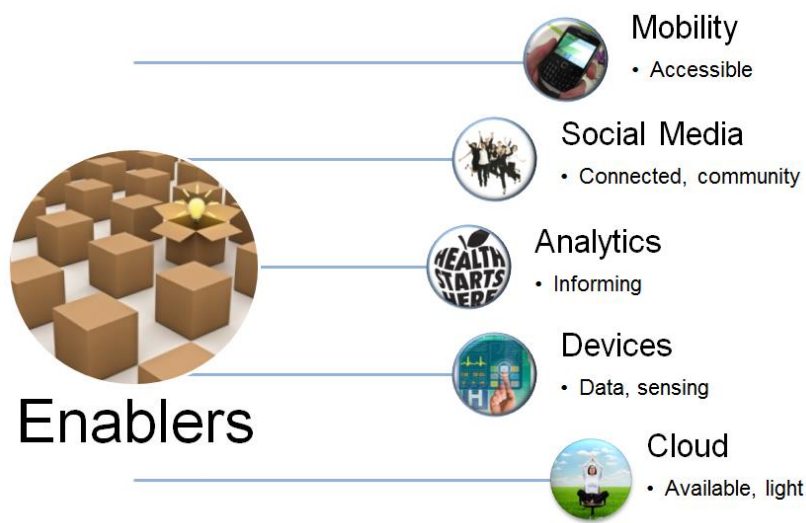 Mobility
• Accessible
Social Media
• Connected, community
HEALTH
STARTS
HERE
Analytics
• Informing
Devices
• Data, sensing
H
Enablers
Cloud
• Available, light